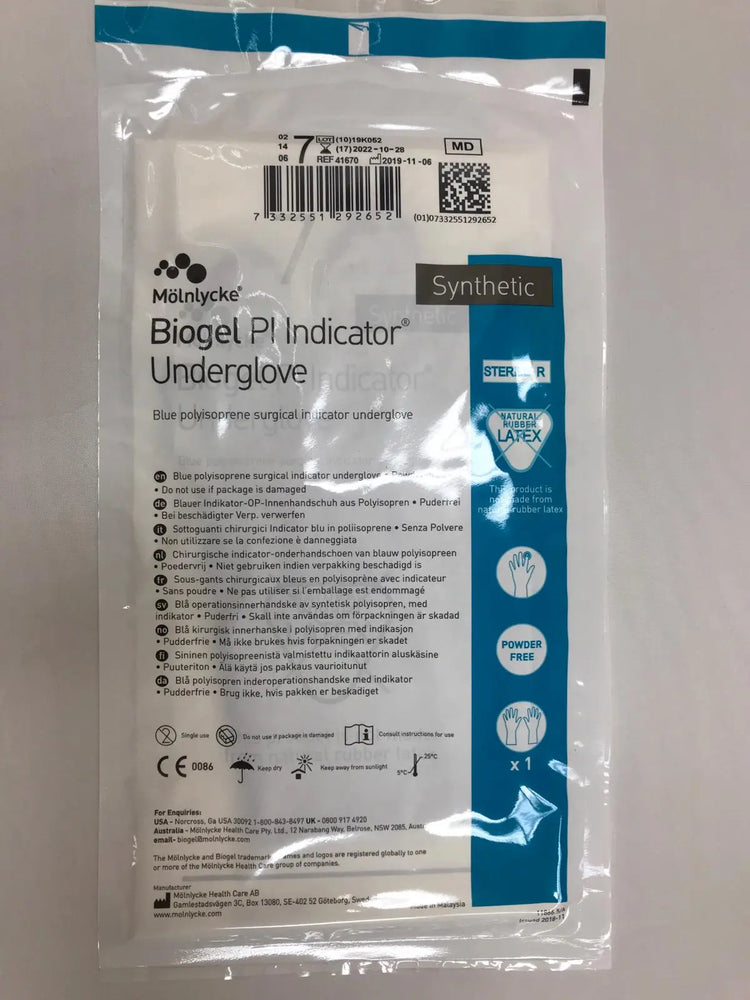 02
14
06
7
LOT (10)19K052
(17)2022-10-28
REF 41670 2019-11-06
MD
7 332551 292652
(01)07332551292652
Mölnlycke®
Synthetic
Biogel PI Indicator®
Underglove
Blue polyisoprene surgical indicator underglove
STERILE R
NATURAL
RUBBER
LATEX
This product is
not made from
natural rubber latex
en Blue polyisoprene surgical indicator underglove •
• Do not use if package is damaged
de Blauer Indikator-OP-Innenhandschuh aus Polyisopren • Puderfrei
• Bei beschädigter Verp. verwerfen
it Sottoguanti chirurgici Indicator blu in poliisoprene • Senza Polvere
• Non utilizzare se la confezione è danneggiata
nl Chirurgische indicator-onderhandschoen van blauw polyisopreen
• Poedervrij • Niet gebruiken indien verpakking beschadigd is
fr Sous-gants chirurgicaux bleus en polyisoprène avec indicateur
• Sans poudre • Ne pas utiliser si l'emballage est endommagé
sv Blå operationsinnerhandske av syntetisk polyisopren, med
indikator • Puderfri • Skall inte användas om förpackningen är skadad
no Blå kirurgisk innerhanske i polyisopren med indikasjon
• Pudderfrie • Må ikke brukes hvis forpakningen er skadet
fi Sininen polyisopreenistä valmistettu indikaattorin aluskäsine
• Puuteriton • Älä käytä jos pakkaus vaurioitunut
da Blå polyisopren inderoperationshandske med indikator
• Pudderfrie • Brug ikke, hvis pakken er beskadiget
POWDER
FREE
x 1
Single use
Do not use if package is damaged
Consult instructions for use
CE 0086
Keep dry
Keep away from sunlight
5°C
25°C
For Enquiries:
USA - Norcross, Ga USA 30092 1-800-843-8497 UK - 0800 917 4920
Australia - Mölnlycke Health Care Pty. Ltd., 12 Narabang Way, Belrose, NSW 2085,
email- biogel@molnlycke.com
The Mölnlycke and Biogel trademarks, names and logos are registered globally to one
or more of the Mölnlycke Health Care group of companies.
Manufacturer
Mölnlycke Health Care AB
Gamlestadsvägen 3C, Box 13080, SE-402 52 Göteborg,
www.molnlycke.com
Made in Malaysia
Issued 2018-11